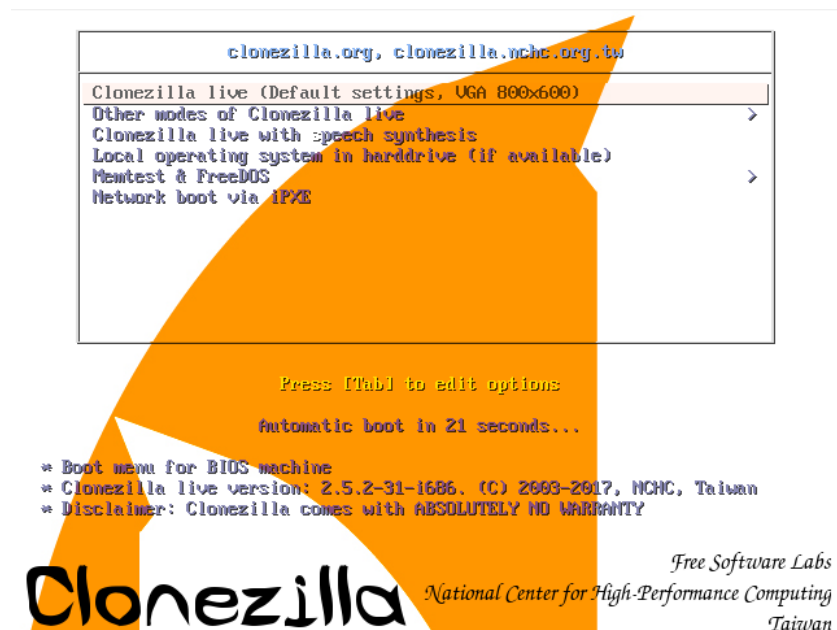 clonezilla.org, clonezilla.nchc.org.tw
Clonezilla live (Default settings, VGA 800x600)
Other modes of Clonezilla live >
Clonezilla live with speech synthesis
Local operating system in harddrive (if available)
Memtest & FreeDOS >
Network boot via iPXE
Press [Tab] to edit options
Automatic boot in 21 seconds...
* Boot menu for BIOS machine
* Clonezilla live version: 2.5.2-31-i686. (C) 2003-2017, NCHC, Taiwan
* Disclaimer: Clonezilla comes with ABSOLUTELY NO WARRANTY
Clonezilla
Free Software Labs
National Center for High-Performance Computing
Taiwan